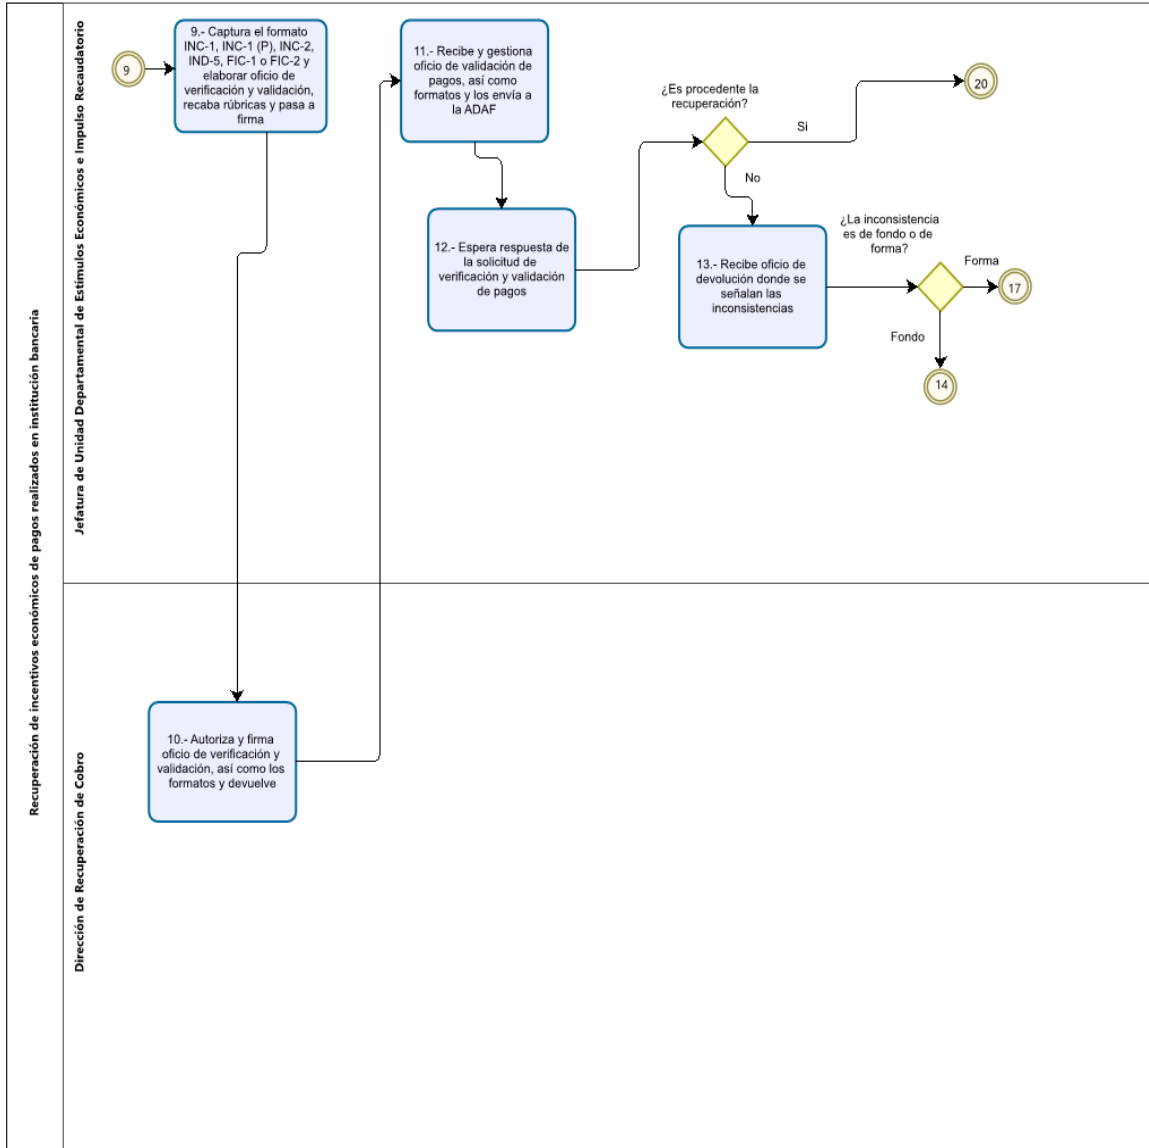 Recuperación de incentivos económicos de pagos realizados en institución bancaria
Jefatura de Unidad Departamental de Estímulos Económicos e Impulso Recaudatorio
9
9.- Captura el formato
INC-1, INC-1 (P), INC-2,
IND-5, FIC-1 o FIC-2 y
elaborar oficio de
verificación y validación,
recaba rúbricas y pasa a
firma
11.- Recibe y gestiona
oficio de validación de
pagos, así como
formatos y los envía a
la ADAF
¿Es procedente la
recuperación?
Si
20
No
12.- Espera respuesta de
la solicitud de
verificación y validación
de pagos
13.- Recibe oficio de
devolución donde se
señalan las
inconsistencias
¿La inconsistencia
es de fondo o de
forma?
Forma
17
Fondo
14
Dirección de Recuperación de Cobro
10.- Autoriza y firma
oficio de verificación y
validación, así como los
formatos y devuelve